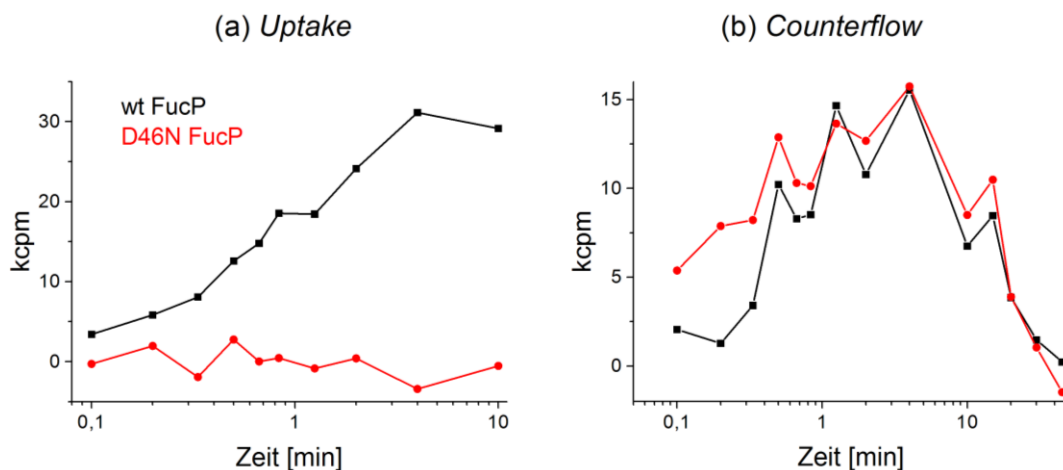 (a) Uptake
wt FucP
D46N FucP
kcpm
30
20
10
0
0,1
1
10
Zeit [min]
(b) Counterflow
kcpm
15
10
5
0
0,1
1
10
Zeit [min]